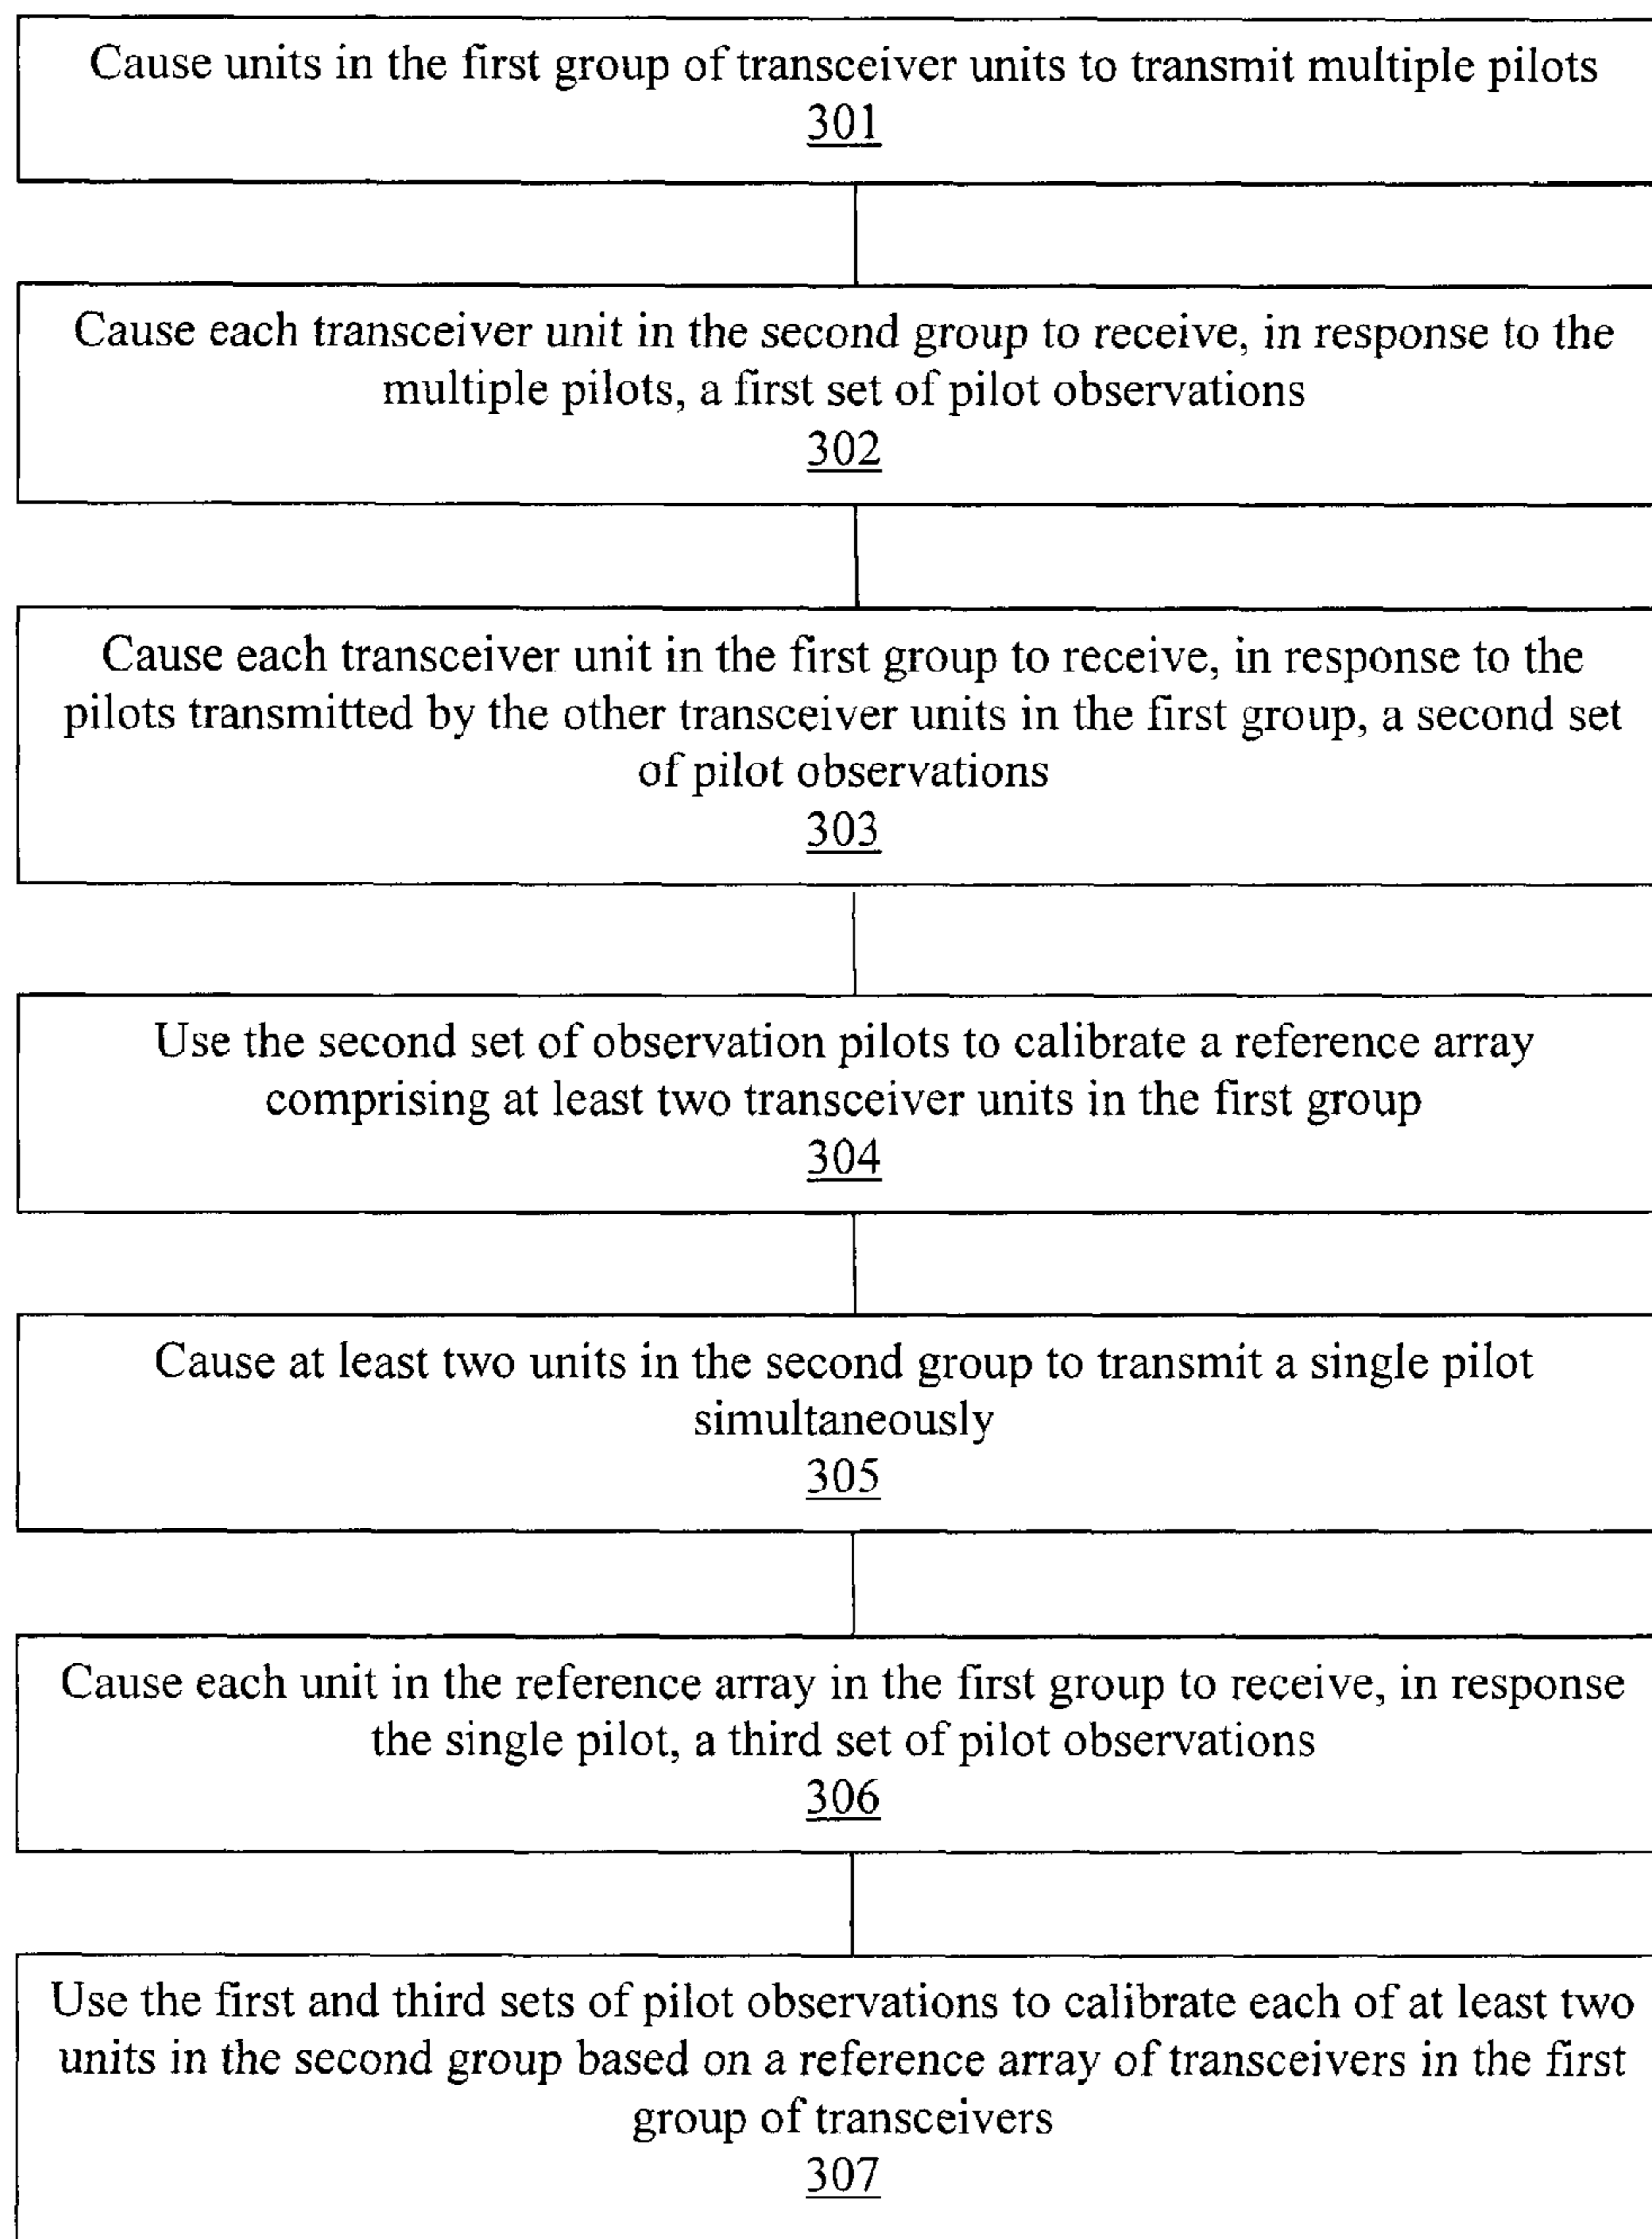 Cause units in the first group of transceiver units to transmit multiple pilots
301
Cause each transceiver unit in the second group to receive, in response to the
multiple pilots, a first set of pilot observations
302
Cause each transceiver unit in the first group to receive, in response to the
pilots transmitted by the other transceiver units in the first group, a second set
of pilot observations
303
Use the second set of observation pilots to calibrate a reference array
comprising at least two transceiver units in the first group
304
Cause at least two units in the second group to transmit a single pilot
simultaneously
305
Cause each unit in the reference array in the first group to receive, in response
the single pilot, a third set of pilot observations
306
Use the first and third sets of pilot observations to calibrate each of at least two
units in the second group based on a reference array of transceivers in the first
group of transceivers
307